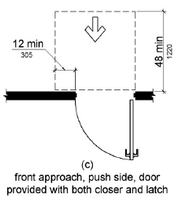 12 min
305
48 min
1220
(c)
front approach, push side, door
provided with both closer and latch